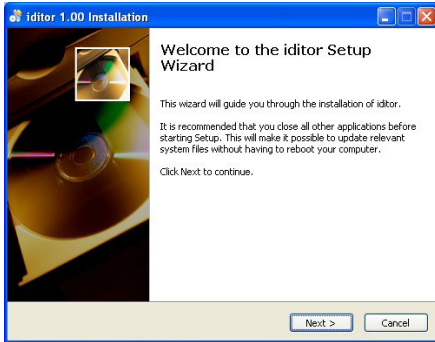 iditor 1.00 Installation
Welcome to the iditor Setup
Wizard
This wizard will guide you through the installation of iditor.
It is recommended that you close all other applications before
starting Setup. This will make it possible to update relevant
system files without having to reboot your computer.
Click Next to continue.
Next >
Cancel